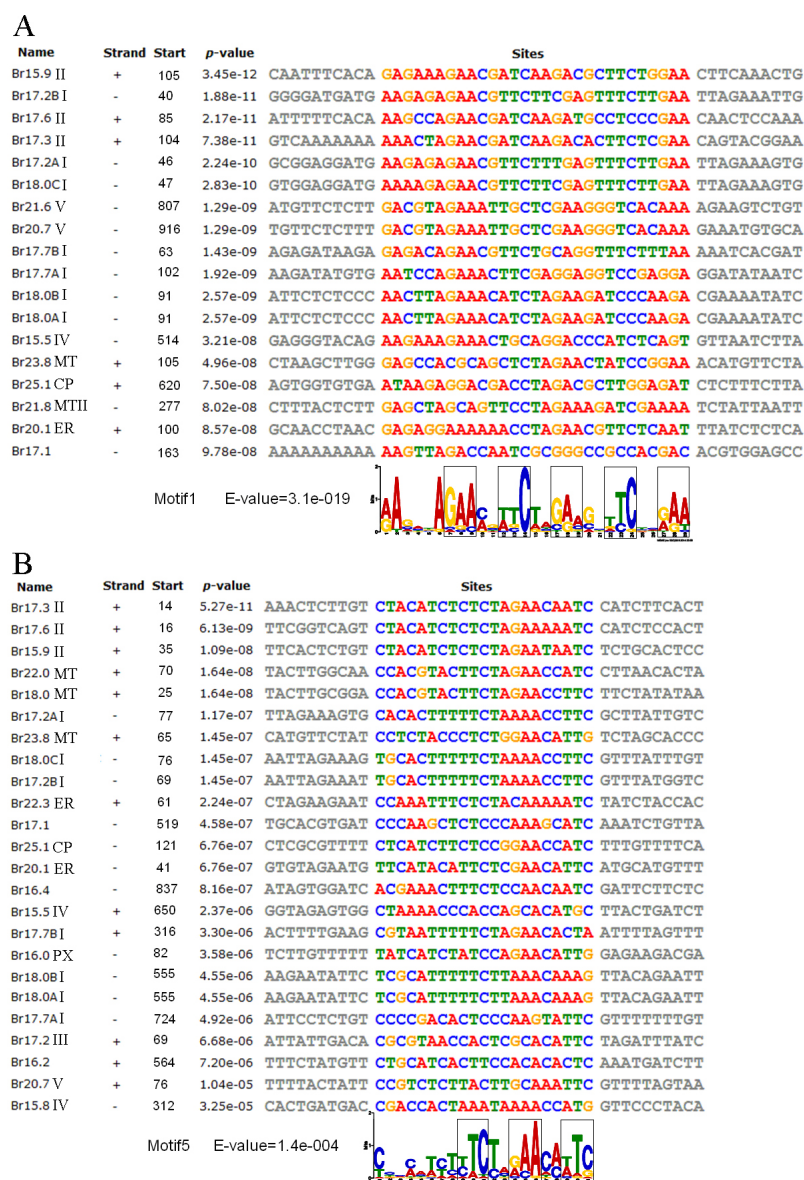 A
Name Strand Start p-value Sites
Br15.9 II + 105 3.45e-12 CAATTTCACA GAGAAAGAACGATCAAGACGCTTCTGGAA CTTCAAACTG
Br17.2B I - 40 1.88e-11 GGGGATGATG AAGAGAGAACGTTCTTCGAGTTTCTTGAA TTAGAAATTG
Br17.6 II + 85 2.17e-11 ATTTTTCACA AAGCCAGAACGATCAAGATGCCTCCCGAA CAACTCCAAA
Br17.3 II + 104 7.38e-11 GTCAAAAAAA AAACTAGAACGATCAAGACACTTCTCGAA CAGTACGGAA
Br17.2A I - 46 2.24e-10 GCGGAGGATG AAGAGAGAACGTTCTTTGAGTTTCTTGAA TTAGAAAGTG
Br18.0C I - 47 2.83e-10 GTGGAGGATG AAAAGAGAACGTTCTTCGAGTTTCTTGAA TTAGAAAGTG
Br21.6 V - 807 1.29e-09 ATGTTCTCTT GACGTAGAAATTGCTCGAAGGGTCACAAA AGAAGTCTGT
Br20.7 V - 916 1.29e-09 TGTTCTCTTT GACGTAGAAATTGCTCGAAGGGTCACAAA GAAATGTGCA
Br17.7B I - 63 1.43e-09 AGAGATAAGA GAGACAGAACGTTCTGCAGGTTTCTTTAA AAATCACGAT
Br17.7A I - 102 1.92e-09 AAGATATGTG AATCCAGAAACTTCGAGGAGGTCCGAGGA GGATATAATC
Br18.0B I - 91 2.57e-09 ATTCTCTCCC AACTTAGAAACATCTAGAAGATCCCAAGA CGAAAATATC
Br18.0A I - 91 2.57e-09 ATTCTCTCCC AACTTAGAAACATCTAGAAGATCCCAAGA CGAAAATATC
Br15.5 IV - 514 3.21e-08 GAGGGTACAG AAGAAAGAAACTGCAGGACCCATCTCAGT GTTAATCTTA
Br23.8 MT + 105 4.96e-08 CTAAGCTTGG GAGCCACGCAGCTCTAGAACTATCCGGAA ACATGTTCTA
Br25.1 CP + 620 7.50e-08 AGTGGTGTGA ATAAGAGGACGACCTAGACGCTTGGAGAT CTCTTTCTTA
Br21.8 MTII - 277 8.02e-08 CTTTACTCTT GAGCTAGCAGTTCCTAGAAAGATCGAAAA TCTATTAATT
Br20.1 ER + 100 8.57e-08 GCAACCTAAC GAGAGGAAAAAACCTAGAACGTTCTCAAT TTATCTCTCA
Br17.1 - 163 9.78e-08 AAAAAAAAAA AAGTTAGACCAATCGCGGGCCGCCACGAC ACGTGGAGCC
Motif1 E-value=3.1e-019
B
Name Strand Start p-value Sites
Br17.3 II + 14 5.27e-11 AAACTCTTGT CTACATCTCTCTAGAACAATC CATCTTCACT
Br17.6 II + 16 6.13e-09 TTCGGTCAGT CTACATCTCTCTAGAAAAATC CATCTCCACT
Br15.9 II + 35 1.09e-08 TTCACTCTGT CTACATCTCTCTAGAATAATC TCTGCACTCC
Br22.0 MT + 70 1.64e-08 TACTTGGCAA CCACGTACTTCTAGAACCATC CTTAACACTA
Br18.0 MT + 25 1.64e-08 TACTTGCGGA CCACGTACTTCTAGAACCTTC TTCTATATAA
Br17.2A I - 77 1.17e-07 TTAGAAAGTG CACACTTTTTCTAAAACCTTC GCTTATTGTC
Br23.8 MT + 65 1.45e-07 CATGTTCTAT CCTCTACCCTCTGGAACATTG TCTAGCACCC
Br18.0C I - 76 1.45e-07 AATTAGAAAG TGCACTTTTTCTAAAACCTTC GTTTATTTGT
Br17.2B I - 69 1.45e-07 AATTAGAAAT TGCACTTTTTCTAAAACCTTC GTTTATGGTC
Br22.3 ER + 61 2.24e-07 CTAGAAGAAT CCAAATTTCTCTACAAAAATC TATCTACCAC
Br17.1 - 519 4.58e-07 TGCACGTGAT CCCAAGCTCTCCCAAAGCATC AAATCTGTTA
Br25.1 CP - 121 6.76e-07 CTCGCGTTTT CTCATCTTCTCCGGAACCATC TTTGTTTTCA
Br20.1 ER - 41 6.76e-07 GTGTAGAATG TTCATACATTCTCGAACATTC ATGCATGTTT
Br16.4 - 837 8.16e-07 ATAGTGGATC ACGAAACTTTCTCCAACAATC GATTCTTCTC
Br15.5 IV + 650 2.37e-06 GGTAGAGTGG CTAAAACCCACCAGCACATGC TTACTGATCT
Br17.7B I + 316 3.30e-06 ACTTTTGAAG CGTAATTTTTCTAGAACACTA ATTTTAGTTT
Br16.0 PX - 82 3.58e-06 TCTTGTTTTT TATCATCTATCCAGAACATTG GAGAAGACGA
Br18.0B I - 555 4.55e-06 AAGAATATTC TCGCATTTTTCTTAAACAAAG TTACAGAATT
Br18.0A I - 555 4.55e-06 AAGAATATTC TCGCATTTTTCTTAAACAAAG TTACAGAATT
Br17.7A I - 724 4.92e-06 ATTCCTCTGT CCCCGACACTCCCAAGTATTC GTTTTTTTGT
Br17.2 III + 69 6.68e-06 ATTATTGACA CGCGTAACCACTCGCACATTC TAGATTTATC
Br16.2 + 564 7.20e-06 TTTCTATGTT CTGCATCACTTCCACACACTC AAATGATCTT
Br20.7 V + 76 1.04e-05 TTTTACTATT CCGTCTCTTACTTGCAAATTC GTTTTAGTAA
Br15.8 IV - 312 3.25e-05 CACTGATGAC CGACCACTAAATAAAACCATG GTTCCCTACA
Motif5 E-value=1.4e-004